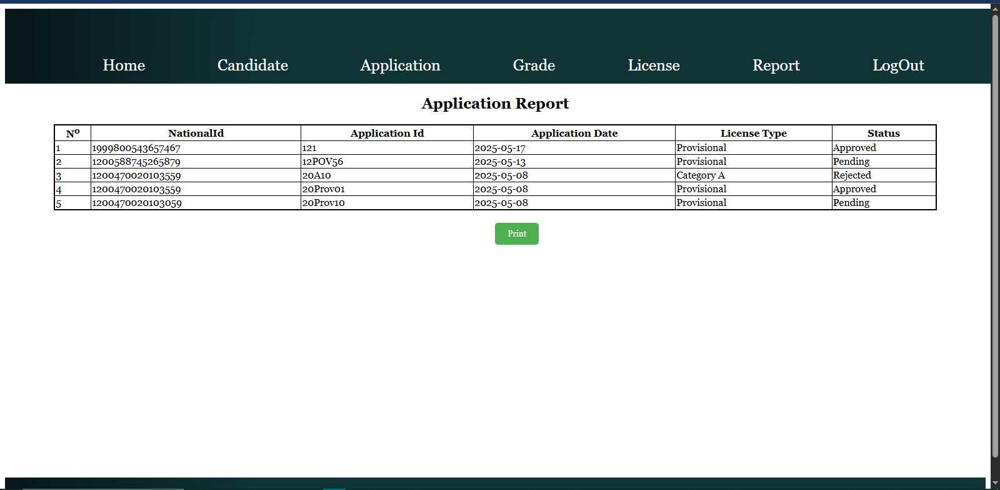 Home Candidate Application Grade License Report LogOut
Application Report
Nº NationalId Application Id Application Date License Type Status
1 1999800543657467 121 2025-05-17 Provisional Approved
2 1200588745265879 12POV56 2025-05-13 Provisional Pending
3 1200470020103559 20A10 2025-05-08 Category A Rejected
4 1200470020103559 20Prov01 2025-05-08 Provisional Approved
5 1200470020103059 20Prov10 2025-05-08 Provisional Pending
Print